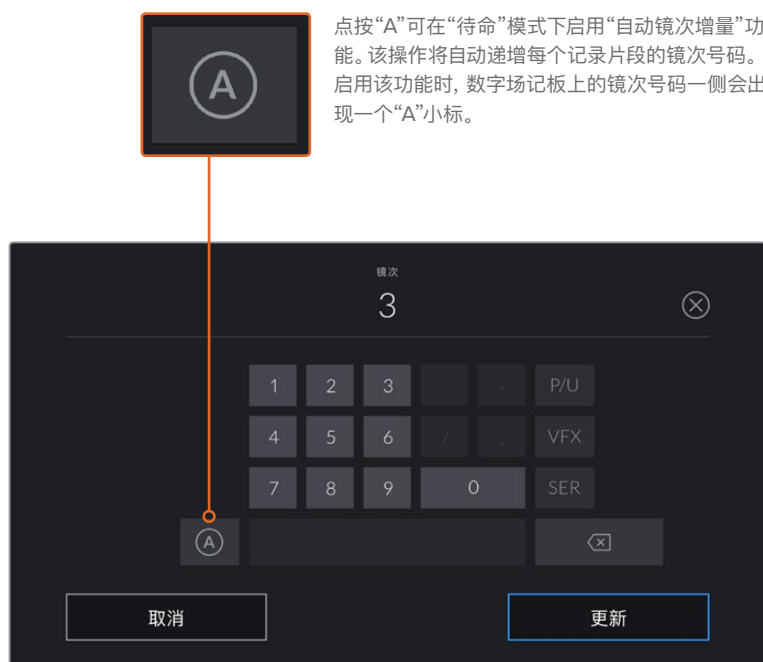 点按“A”可在“待命”模式下启用“自动镜次增量”功
能。该操作将自动递增每个记录片段的镜次号码。
启用该功能时, 数字场记板上的镜次号码一侧会出
现一个“A”小标。
A
镜次
3
1 2 3 - P/U
4 5 6 / VFX
7 8 9 0 SER
A
取消 更新